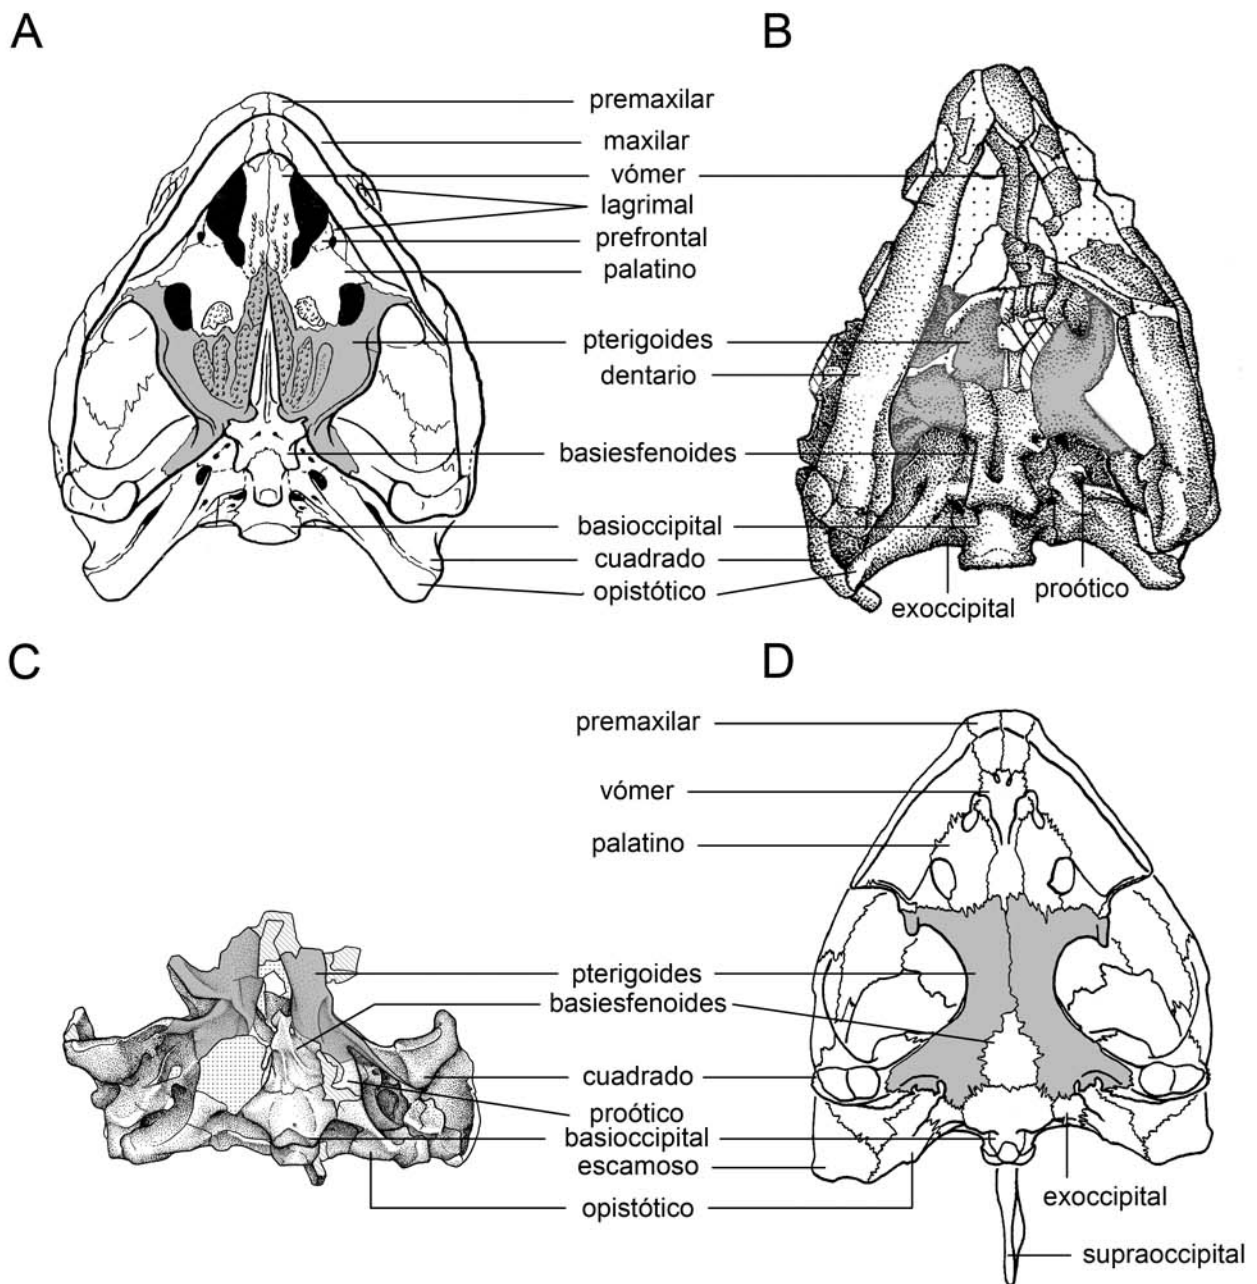 A
B
premaxilar
maxilar
vómer
lagrimal
prefrontal
palatino
pterigoides
dentario
basiesfenoides
basioccipital
cuadrado
opistótico
exoccipital
proótico
C
D
premaxilar
vómer
palatino
pterigoides
basiesfenoides
cuadrado
proótico
basioccipital
escamoso
opistótico
exoccipital
supraoccipital